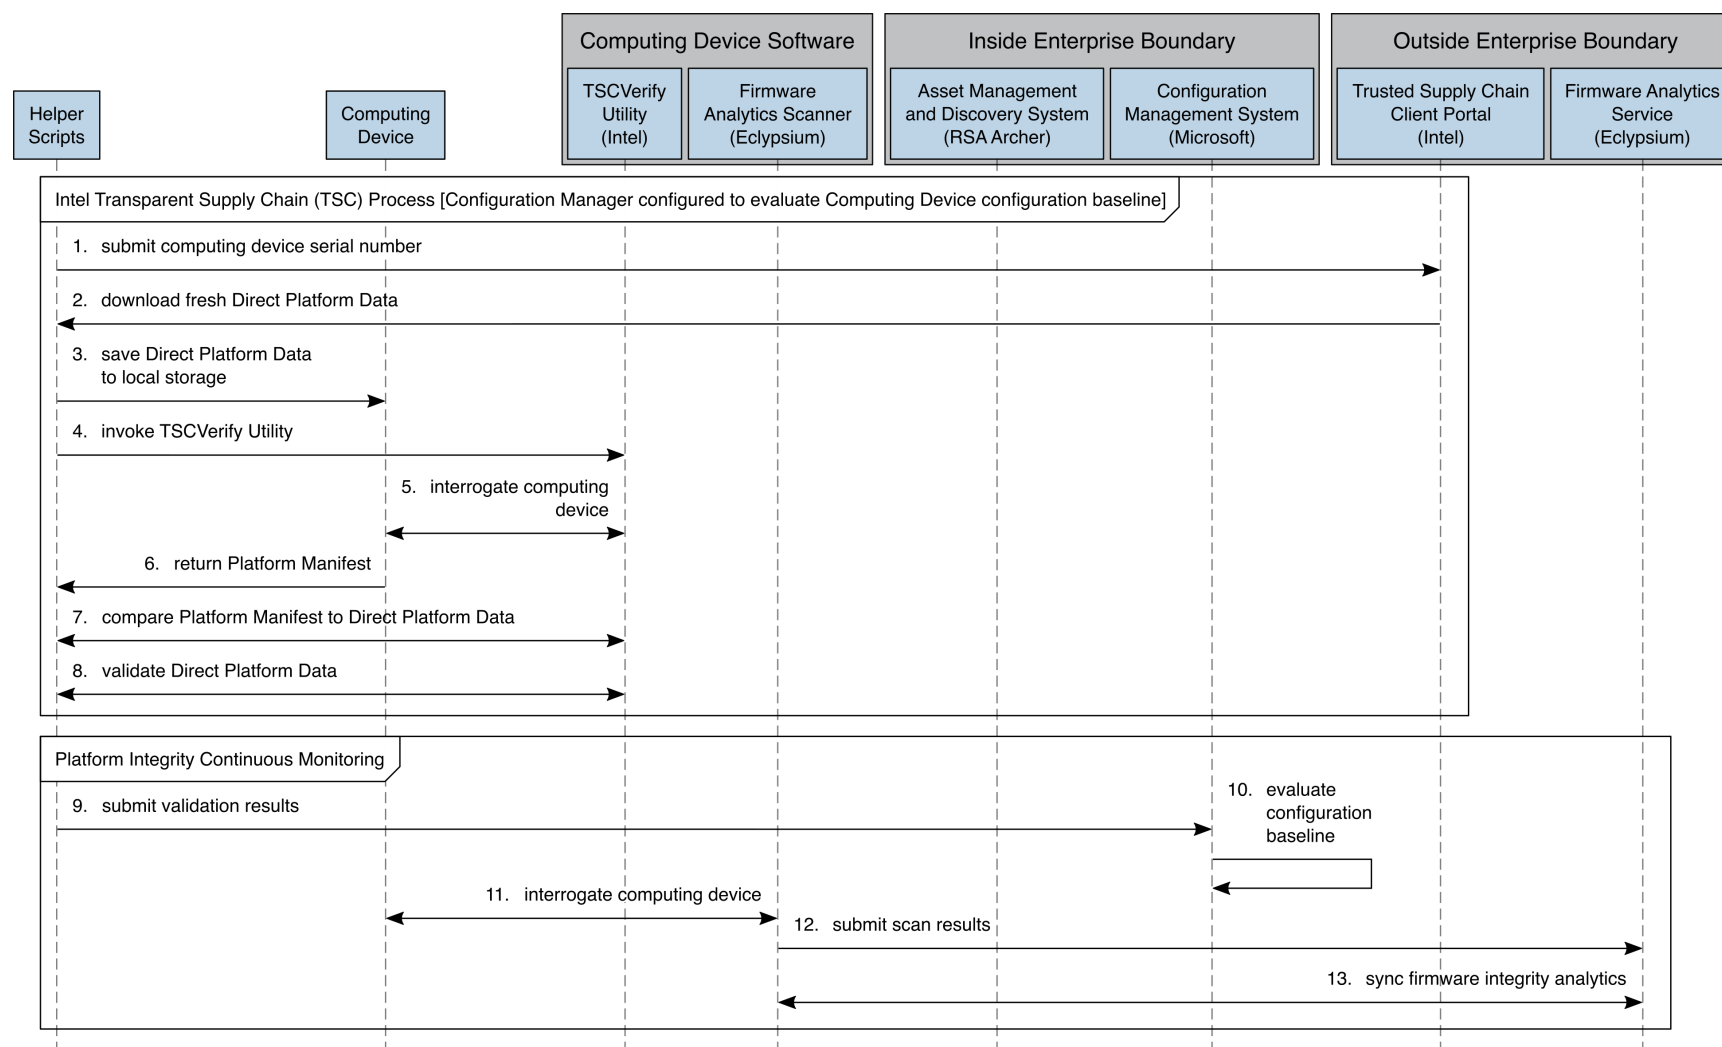 Computing Device Software
Inside Enterprise Boundary
Outside Enterprise Boundary
Helper
Scripts
Computing
Device
TSCVerify
Utility
(Intel)
Firmware
Analytics Scanner
(Eclypsium)
Asset Management
and Discovery System
(RSA Archer)
Configuration
Management System
(Microsoft)
Trusted Supply Chain
Client Portal
(Intel)
Firmware Analytics
Service
(Eclypsium)
Intel Transparent Supply Chain (TSC) Process [Configuration Manager configured to evaluate Computing Device configuration baseline]
1. submit computing device serial number
2. download fresh Direct Platform Data
3. save Direct Platform Data
to local storage
4. invoke TSCVerify Utility
5. interrogate computing
device
6. return Platform Manifest
7. compare Platform Manifest to Direct Platform Data
8. validate Direct Platform Data
Platform Integrity Continuous Monitoring
9. submit validation results
10. evaluate
configuration
baseline
11. interrogate computing device
12. submit scan results
13. sync firmware integrity analytics